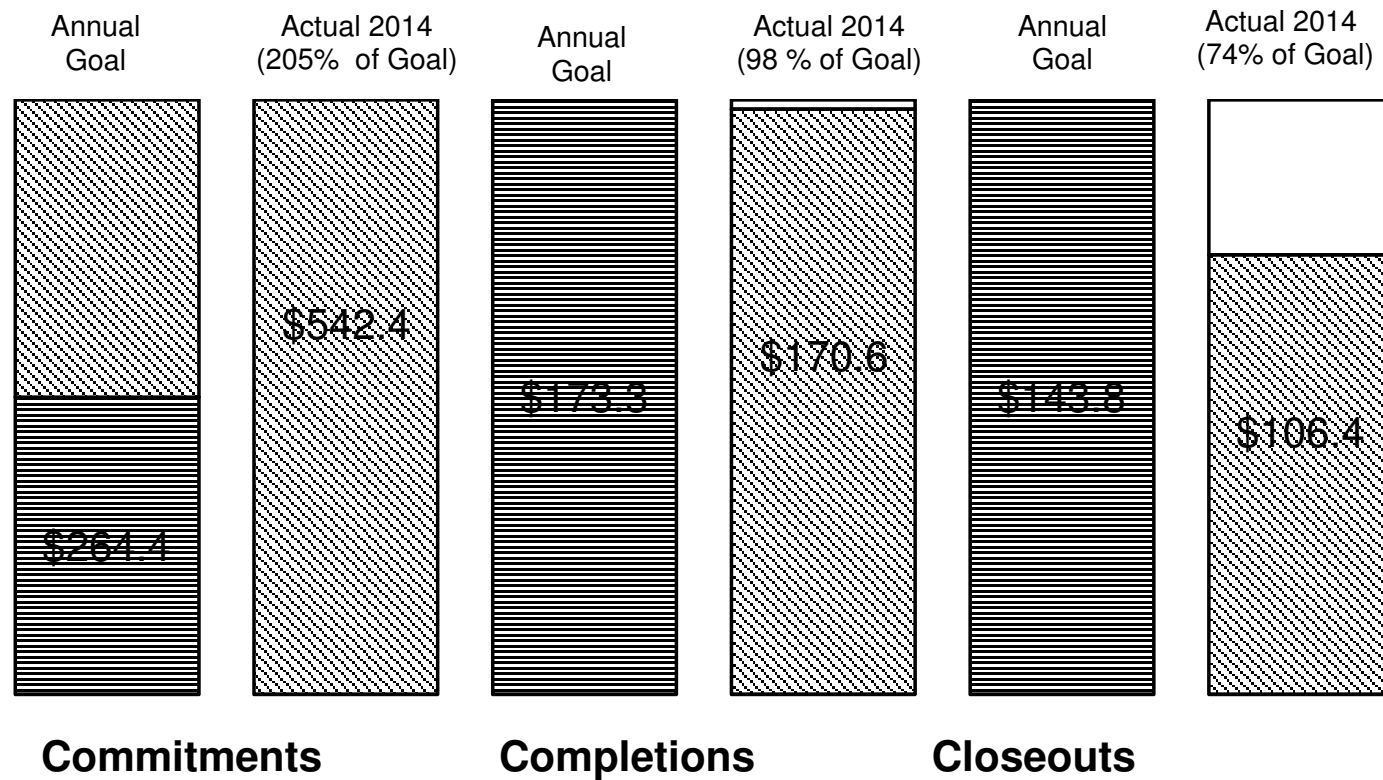 Annual
Goal
Actual 2014
(205% of Goal)
Annual
Goal
Actual 2014
(98 % of Goal)
Annual
Goal
Actual 2014
(74% of Goal)
$264.4
$542.4
$173.3
$170.6
$143.8
$106.4
Commitments
Completions
Closeouts